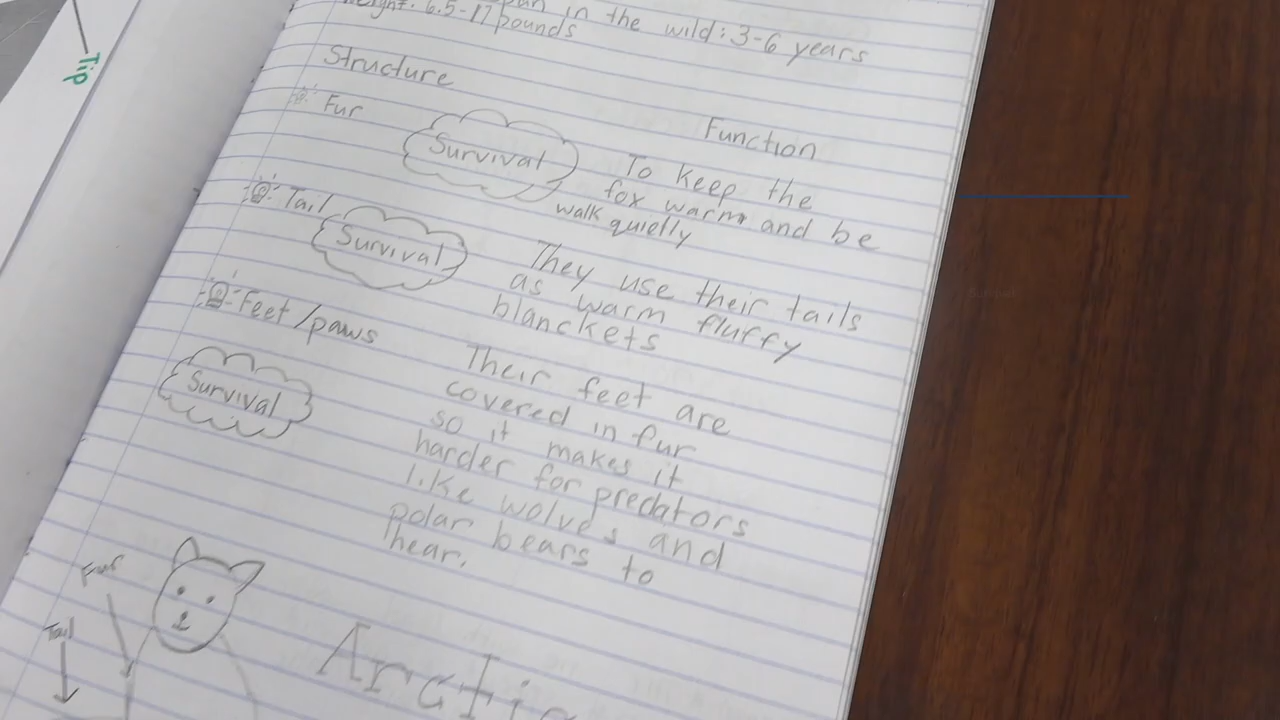 in the wild: 3-6 years
Weight: 6.5-17 pounds
Structure
Function
Fur
Survival
To keep the
fox warm and be
walk quietly
Tail
Survival
They use their tails
as warm fluffy
blanckets
Feet/paws
Survival
Their feet are
covered in fur
so it makes it
harder for predators
like wolves and
polar bears to
hear.
Fur
Tail
Arctic
Tip